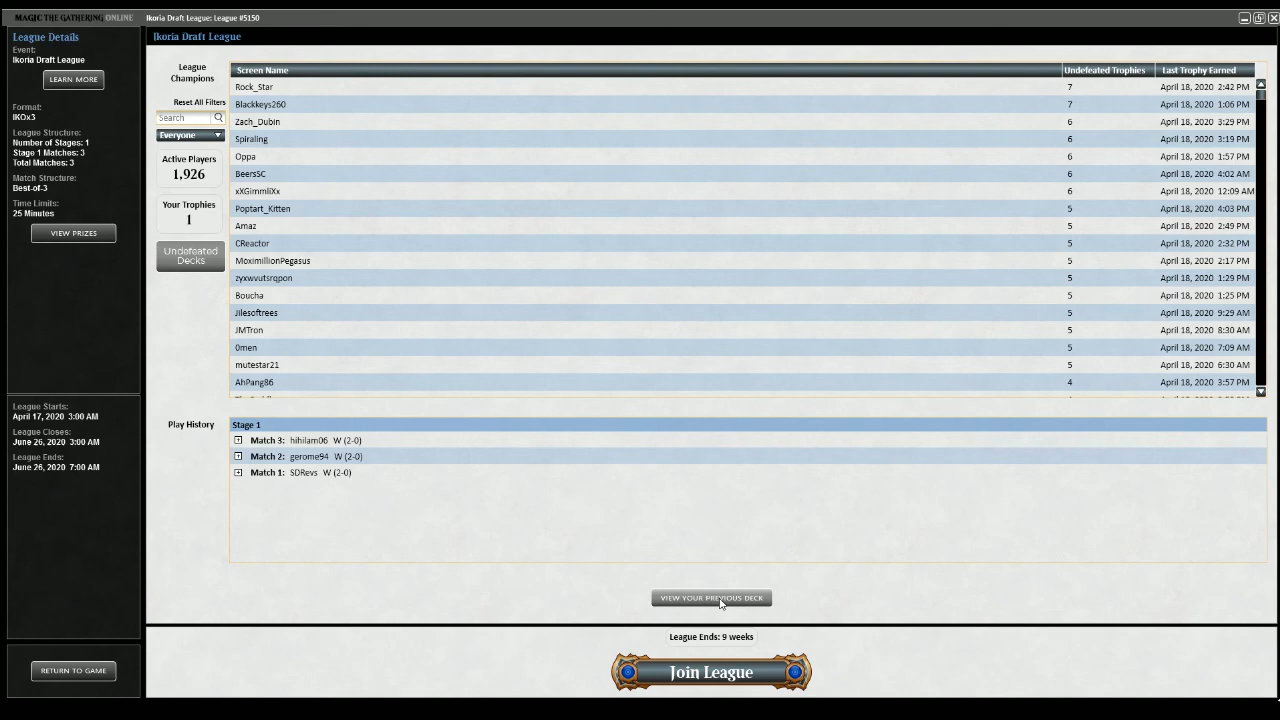 MAGIC THE GATHERING ONLINE
Ikoria Draft League: League #5150
League Details
Event:
Ikoria Draft League
LEARN MORE
Format:
IKOx3
League Structure:
Number of Stages: 1
Stage 1 Matches: 3
Total Matches: 3
Match Structure:
Best-of-3
Time Limits:
25 Minutes
VIEW PRIZES
League Starts:
April 17, 2020 3:00 AM
League Closes:
June 26, 2020 3:00 AM
League Ends:
June 26, 2020 7:00 AM
RETURN TO GAME
Ikoria Draft League
League
Champions
Reset All Filters
Search
Everyone
Active Players
1,926
Your Trophies
1
Undefeated
Decks
Screen Name Undefeated Trophies Last Trophy Earned
Rock_Star 7 April 18, 2020 2:42 PM
Blackkeys260 7 April 18, 2020 1:06 PM
Zach_Dubin 6 April 18, 2020 3:29 PM
Spiraling 6 April 18, 2020 3:19 PM
Oppa 6 April 18, 2020 1:57 PM
BeersSC 6 April 18, 2020 4:02 AM
xXGimmliXx 6 April 18, 2020 12:09 AM
Poptart_Kitten 5 April 18, 2020 4:03 PM
Amaz 5 April 18, 2020 2:49 PM
CReactor 5 April 18, 2020 2:32 PM
MoximillionPegasus 5 April 18, 2020 2:17 PM
zyxwvutsrqpon 5 April 18, 2020 1:29 PM
Boucha 5 April 18, 2020 1:25 PM
Jilesoftrees 5 April 18, 2020 9:29 AM
JMTron 5 April 18, 2020 8:30 AM
0men 5 April 18, 2020 7:09 AM
mutestar21 5 April 18, 2020 6:30 AM
AhPang86 4 April 18, 2020 3:57 PM
Play History
Stage 1
Match 3: hihilam06 W (2-0)
Match 2: gerome94 W (2-0)
Match 1: SDRevs W (2-0)
VIEW YOUR PREVIOUS DECK
League Ends: 9 weeks
Join League